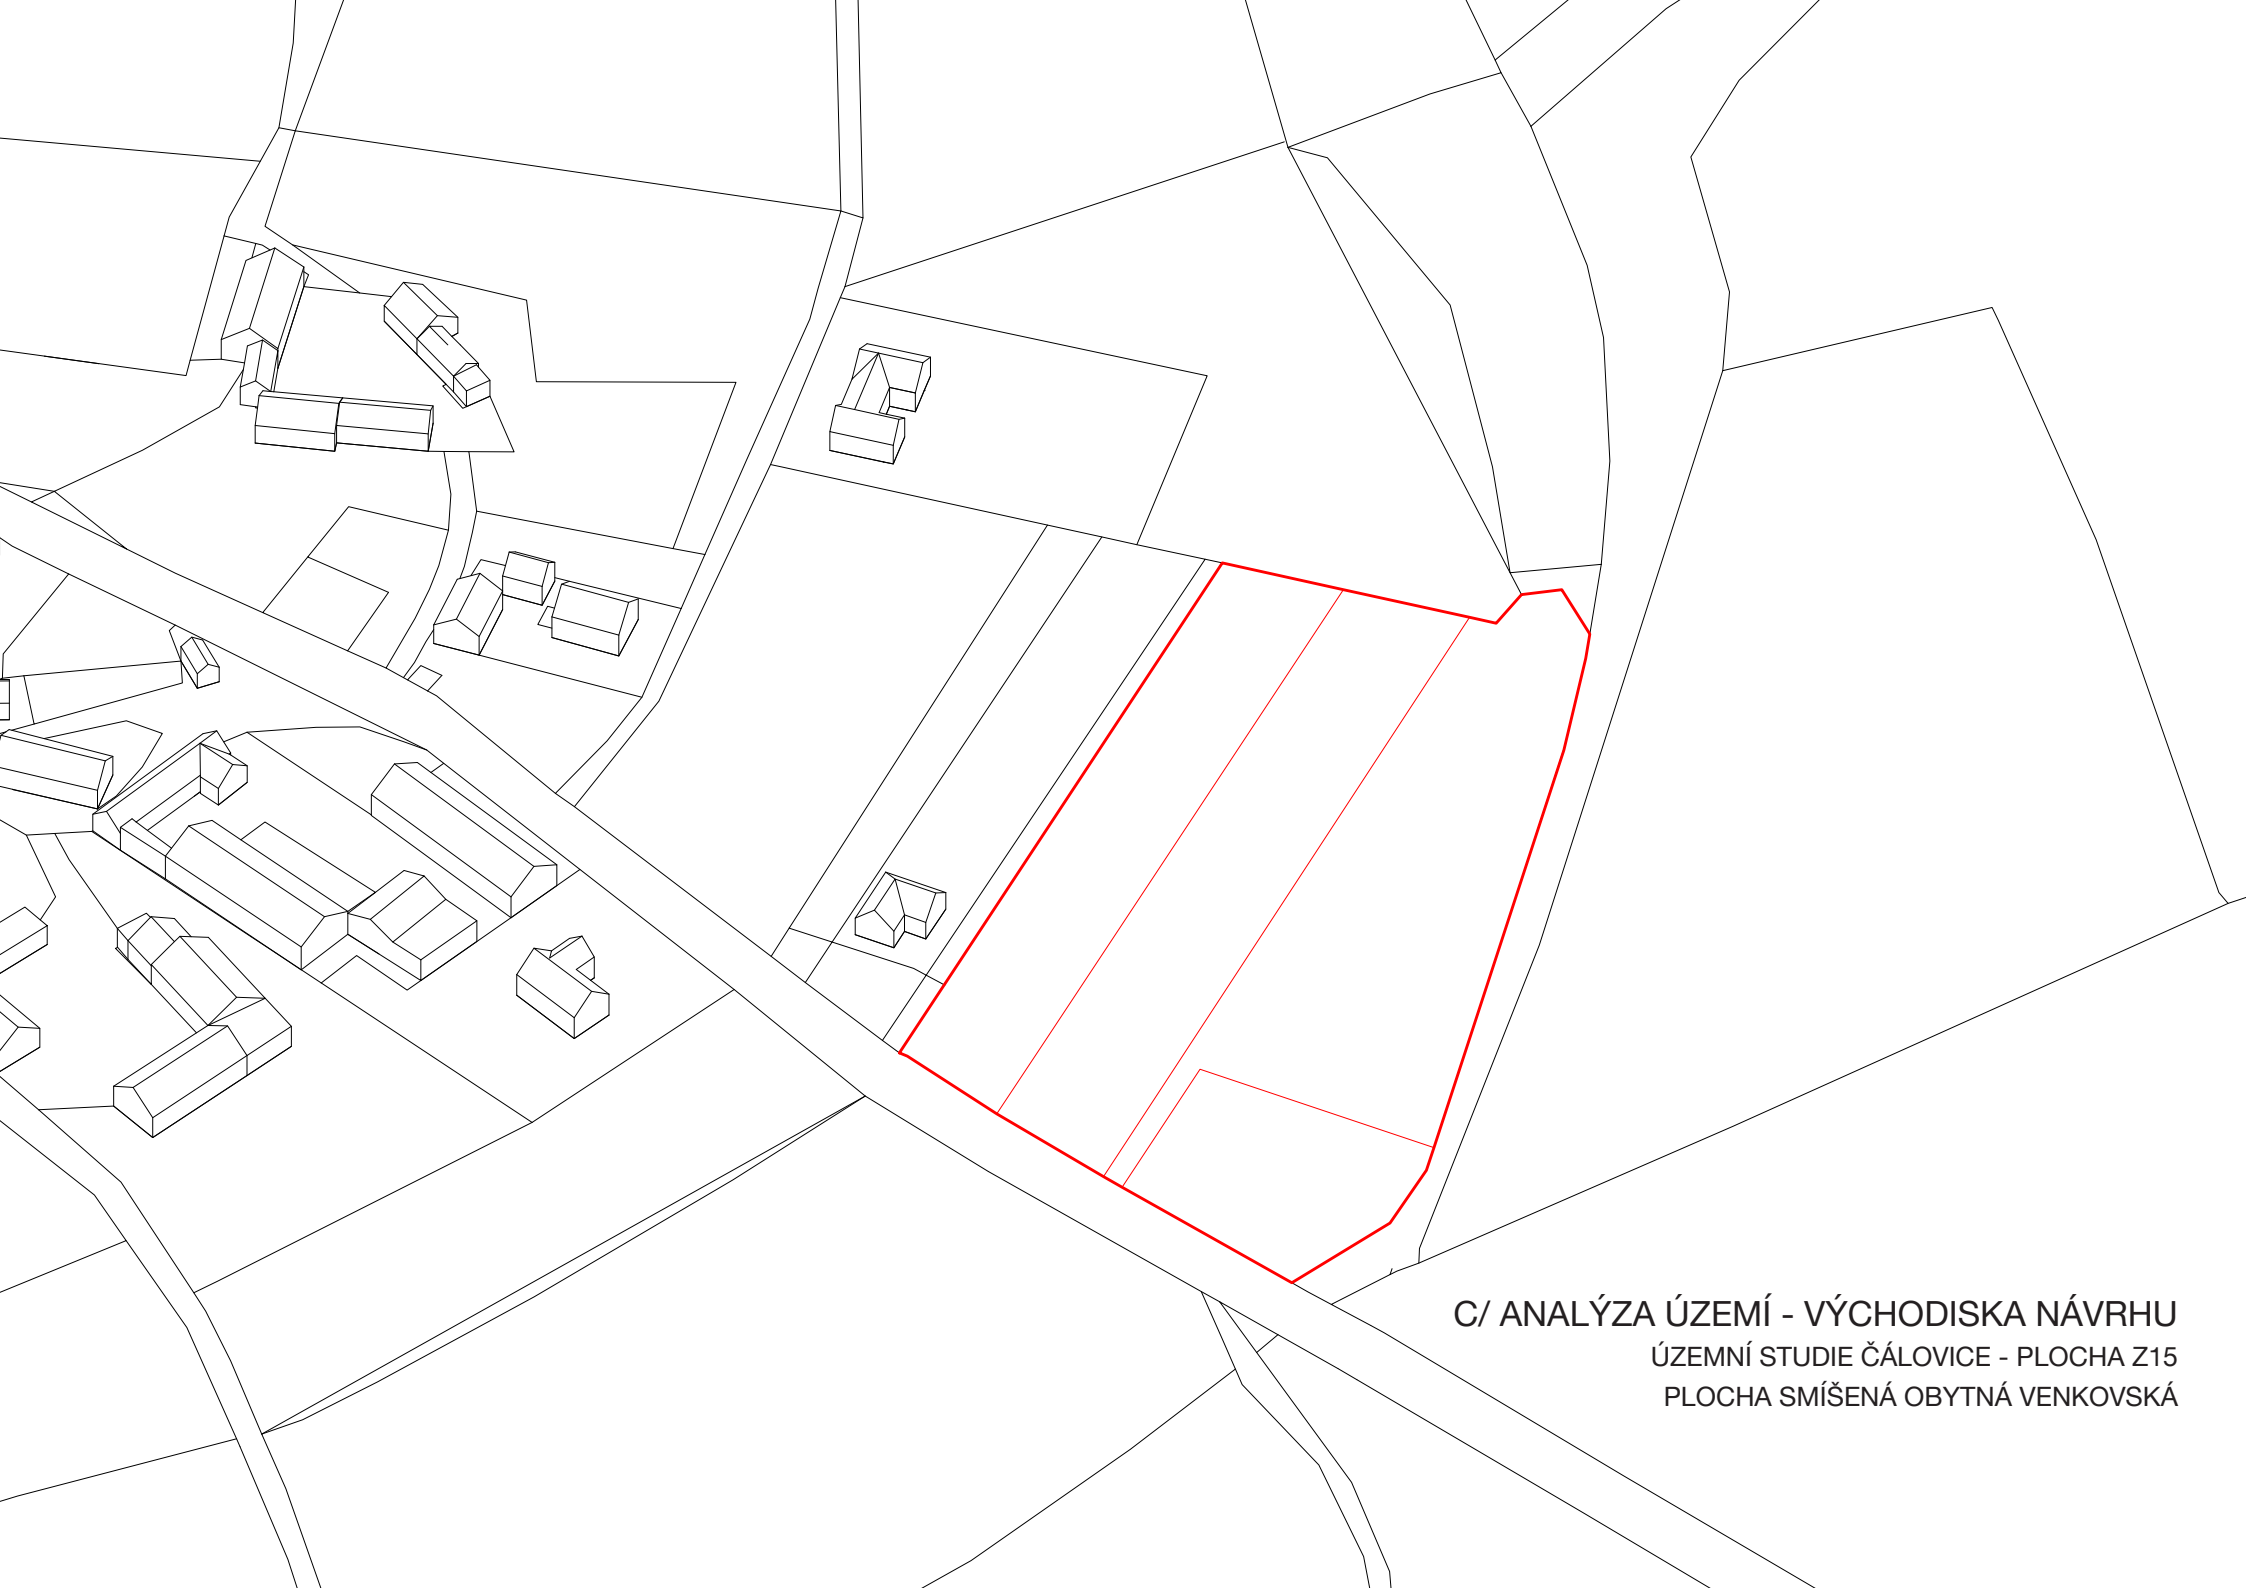 C/ ANALÝZA ÚZEMÍ - VÝCHODISKA NÁVRHU
ÚZEMNÍ STUDIE ČÁLOVICE - PLOCHA Z15
PLOCHA SMÍŠENÁ OBYTNÁ VENKOVSKÁ